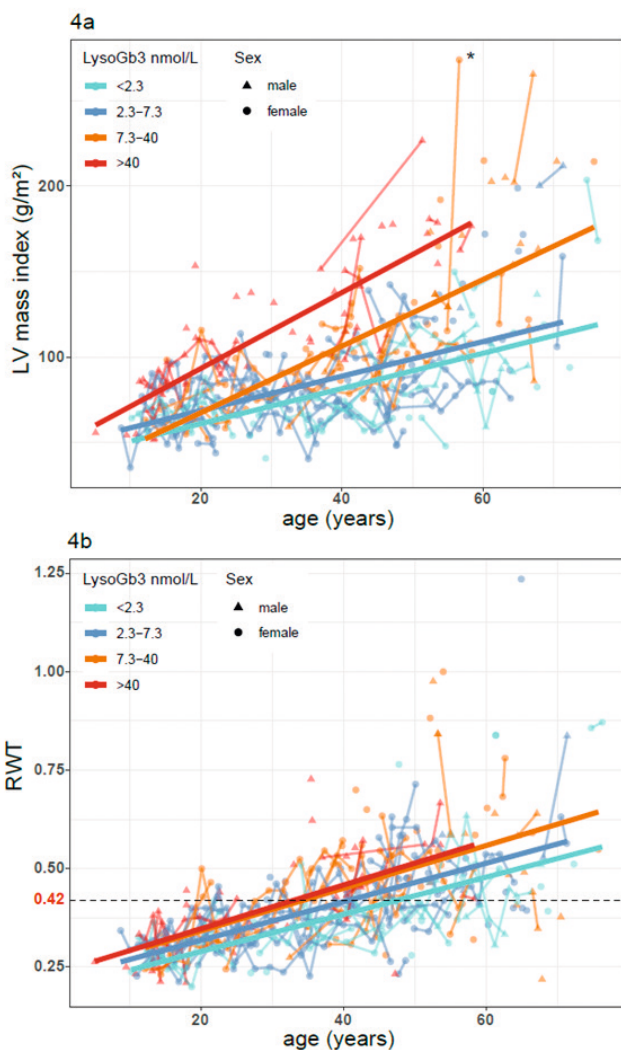 4a
LysoGb3 nmol/L Sex
<2.3 male
2.3−7.3 female
7.3−40
>40
*
200
100
LV mass index (g/m²)
20 40 60
age (years)
4b
1.25
LysoGb3 nmol/L Sex
<2.3 male
2.3−7.3 female
7.3−40
>40
1.00
0.75
RWT
0.50
0.42
0.25
20 40 60
age (years)